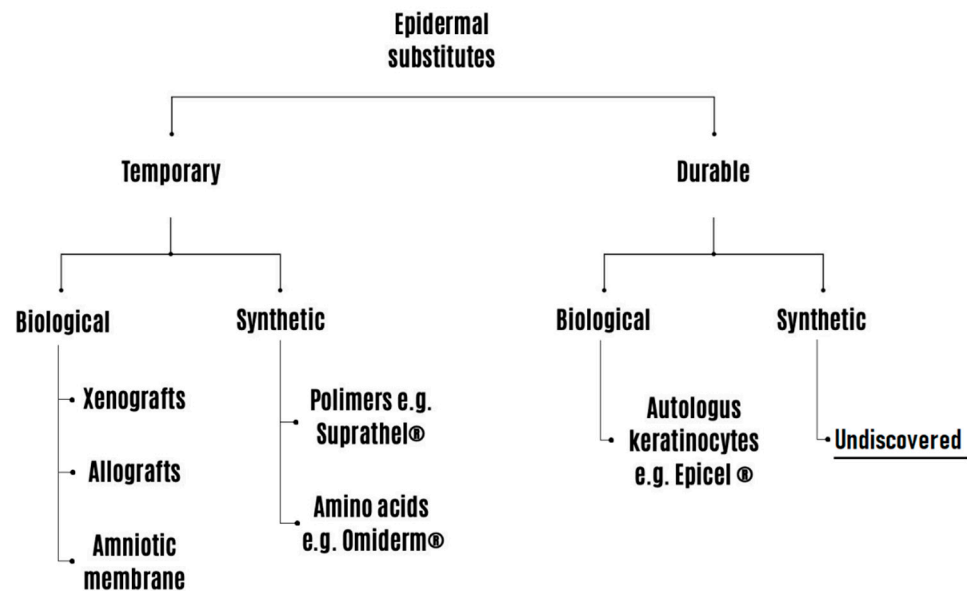 Epidermal
substitutes
Temporary
Durable
Biological
Synthetic
Biological
Synthetic
Xenografts
Allografts
Amniotic
membrane
Polimers e.g.
Suprathel®
Amino acids
e.g. Omiderm®
Autologus
keratinocytes
e.g. Epicel ®
Undiscovered